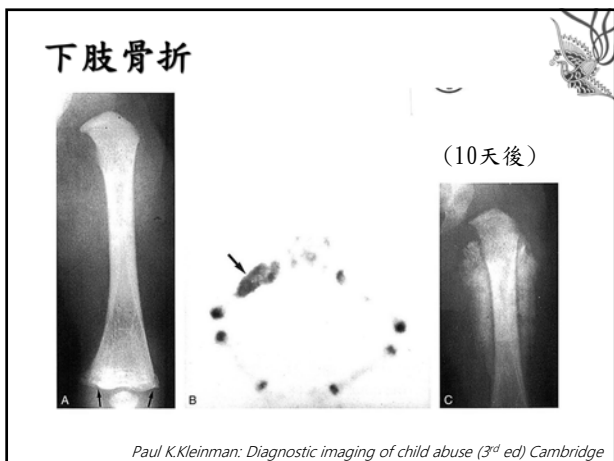 下肢骨折
(10天後)
A
B
C
Paul K.Kleinman: Diagnostic imaging of child abuse (3rd ed) Cambridge